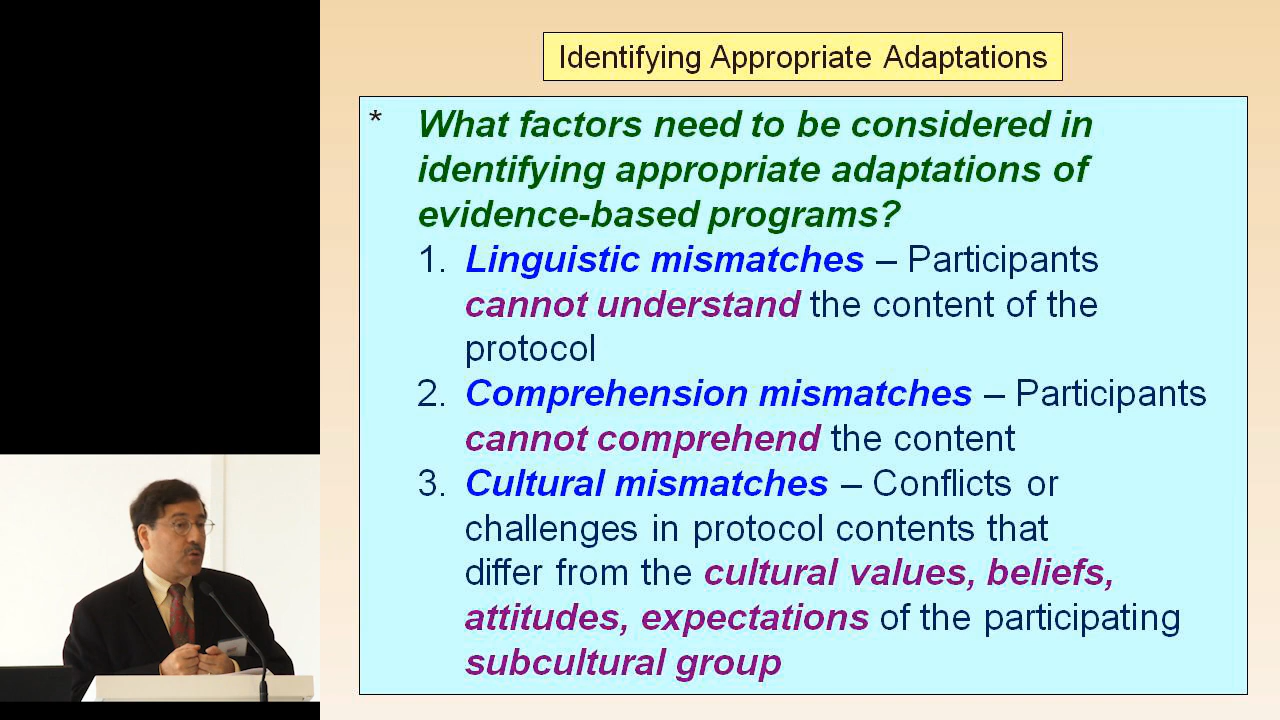 Identifying Appropriate Adaptations
* What factors need to be considered in
identifying appropriate adaptations of
evidence-based programs?
1. Linguistic mismatches – Participants
cannot understand the content of the
protocol
2. Comprehension mismatches – Participants
cannot comprehend the content
3. Cultural mismatches – Conflicts or
challenges in protocol contents that
differ from the cultural values, beliefs,
attitudes, expectations of the participating
subcultural group